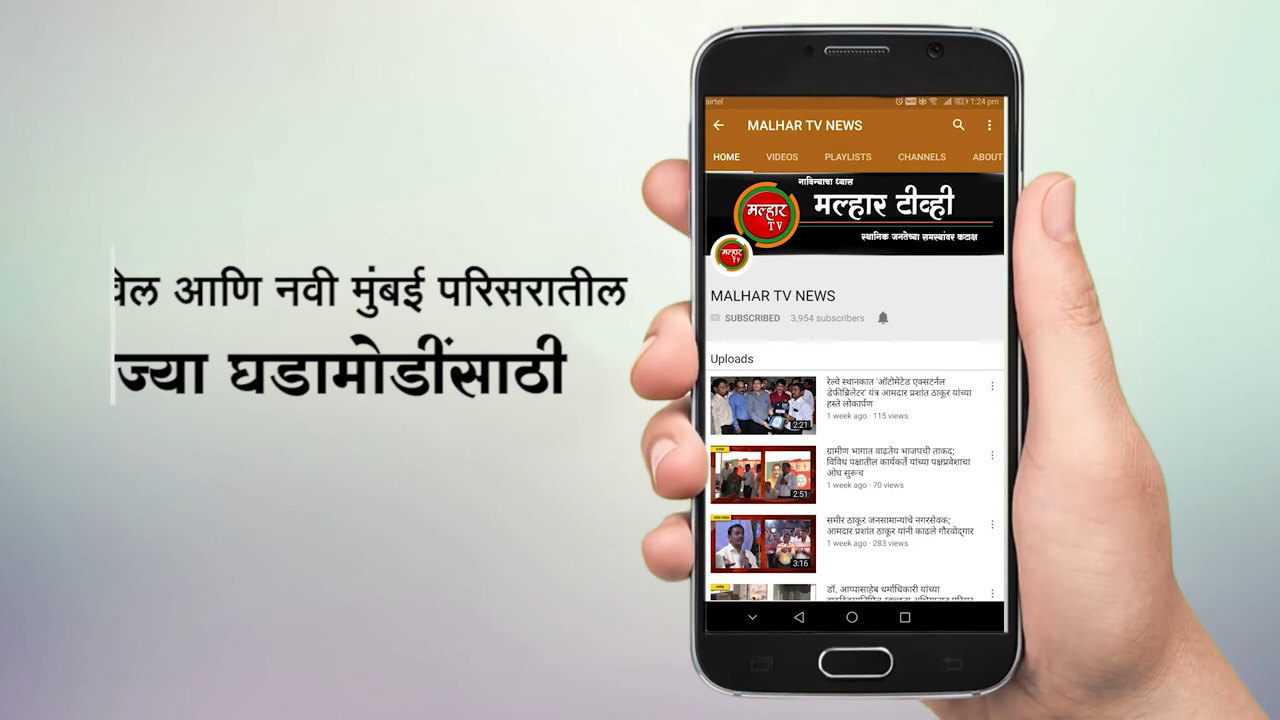 वेल आणि नवी मुंबई परिसरातील
ज्या घडामोडींसाठी
airtel
1:24 pm
MALHAR TV NEWS
HOME VIDEOS PLAYLISTS CHANNELS ABOUT
नाविन्याचा ध्यास
मल्हार टीव्ही
मल्हार
TV
स्थानिक जनतेच्या समस्यांवर कटाक्ष
मल्हार
TV
MALHAR TV NEWS
SUBSCRIBED 3,954 subscribers
Uploads
रेल्वे स्थानकात 'ऑटोमेटेड एक्सटर्नल
डेफीब्रिलेटर' यंत्र आमदार प्रशांत ठाकूर यांच्या
हस्ते लोकार्पण
1 week ago · 115 views
2:21
ग्रामीण भागात वाढतेय भाजपची ताकद;
विविध पक्षातील कार्यकर्ते यांच्या पक्षप्रवेशाचा
ओघ सुरूच
1 week ago · 70 views
2:51
समीर ठाकूर जनसामान्यांचे नगरसेवक;
आमदार प्रशांत ठाकूर यांनी काढले गौरवोद्गार
1 week ago · 283 views
3:16
डॉ. आप्पासाहेब धर्माधिकारी यांच्या